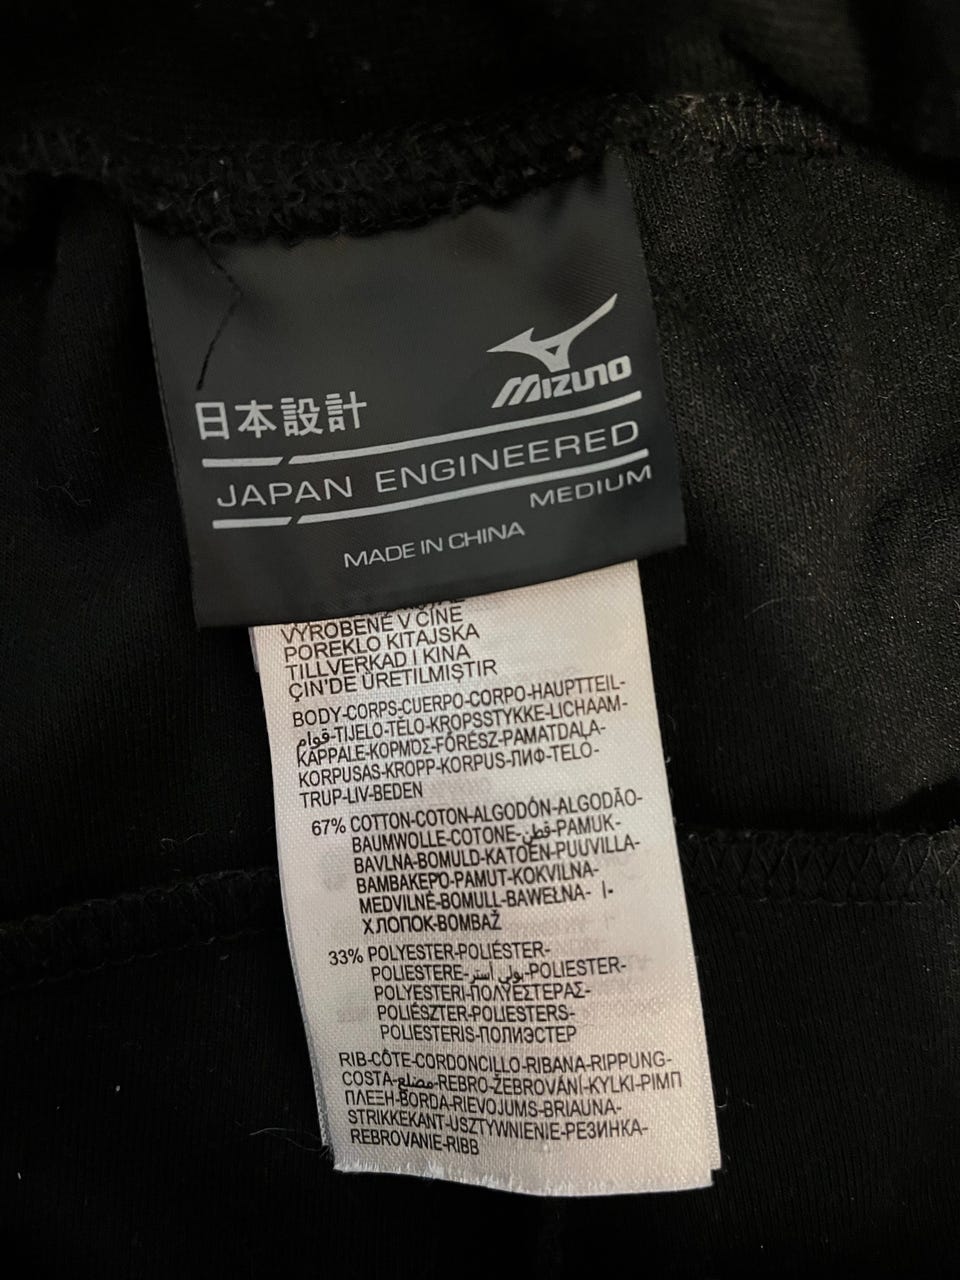 MIZUNO
日本設計
JAPAN ENGINEERED
MEDIUM
MADE IN CHINA
VYROBENÉ V ČÍNE
POREKLO KITAJSKA
TILLVERKAD I KINA
ÇIN'DE ÜRETILMIŞTIR
BODY-CORPS-CUERPO-CORPO-HAUPTTEIL-
قوام-TIJELO-TĚLO-KROPSSTYKKE-LICHAAM-
KAPPALE-ΚΟΡΜΟΣ-FŐRÉSZ-PAMATDAĻA-
KORPUSAS-KROPP-KORPUS-ЛИФ-TELO-
TRUP-LIV-BEDEN
67% COTTON-COTON-ALGODÓN-ALGODÃO-
BAUMWOLLE-COTONE-قطن-PAMUK-
BAVLNA-BOMULD-KATOEN-PUUVILLA-
ΒΑΜΒΑΚΕΡΟ-PAMUT-KOKVILNA-
MEDVILNĖ-BOMULL-BAWEŁNA-
ХЛОПОК-BOMBAŽ
33% POLYESTER-POLIÉSTER-
POLIESTERE-بولي أستر-POLIESTER-
POLYESTERI-ΠΟΛΥΕΣΤΕΡΑΣ-
POLIÉSZTER-POLIESTERS-
POLIESTERIS-ПОЛИЭСТЕР
RIB-CÔTE-CORDONCILLO-RIBANA-RIPPUNG-
COSTA-مضلع-REBRO-ŽEBROVÁNÍ-KYLKI-РІМП
ΠΛΕΞΗ-BORDA-RIEVOJUMS-BRIAUNA-
STRIKKEKANT-USZTYWNIENIE-РЕЗИНКА-
REBROVANIE-RIBB